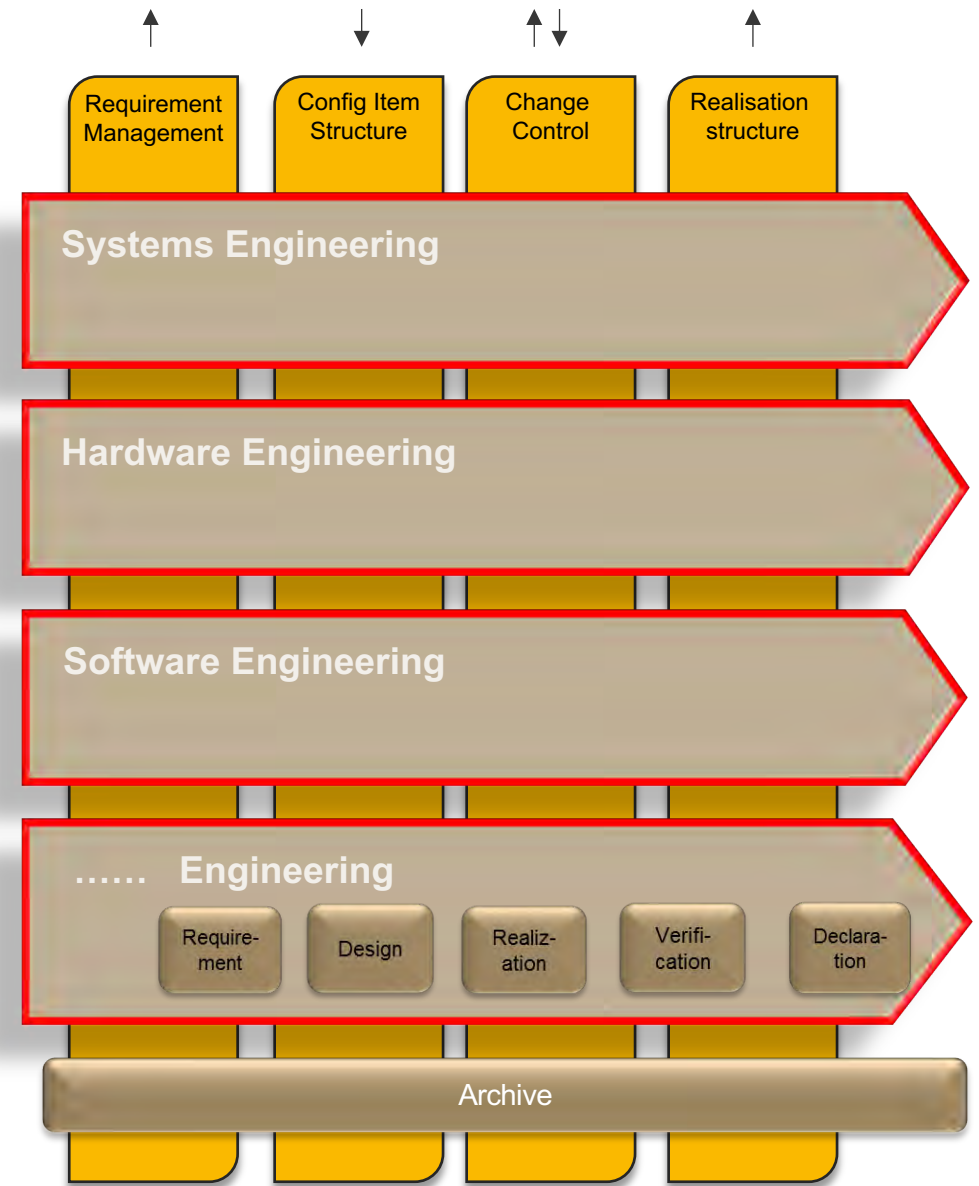 Requirement
Management
Config Item
Structure
Change
Control
Realisation
structure
Systems Engineering
Hardware Engineering
Software Engineering
...... Engineering
Require-
ment
Design
Realiz-
ation
Verifi-
cation
Declara-
tion
Archive